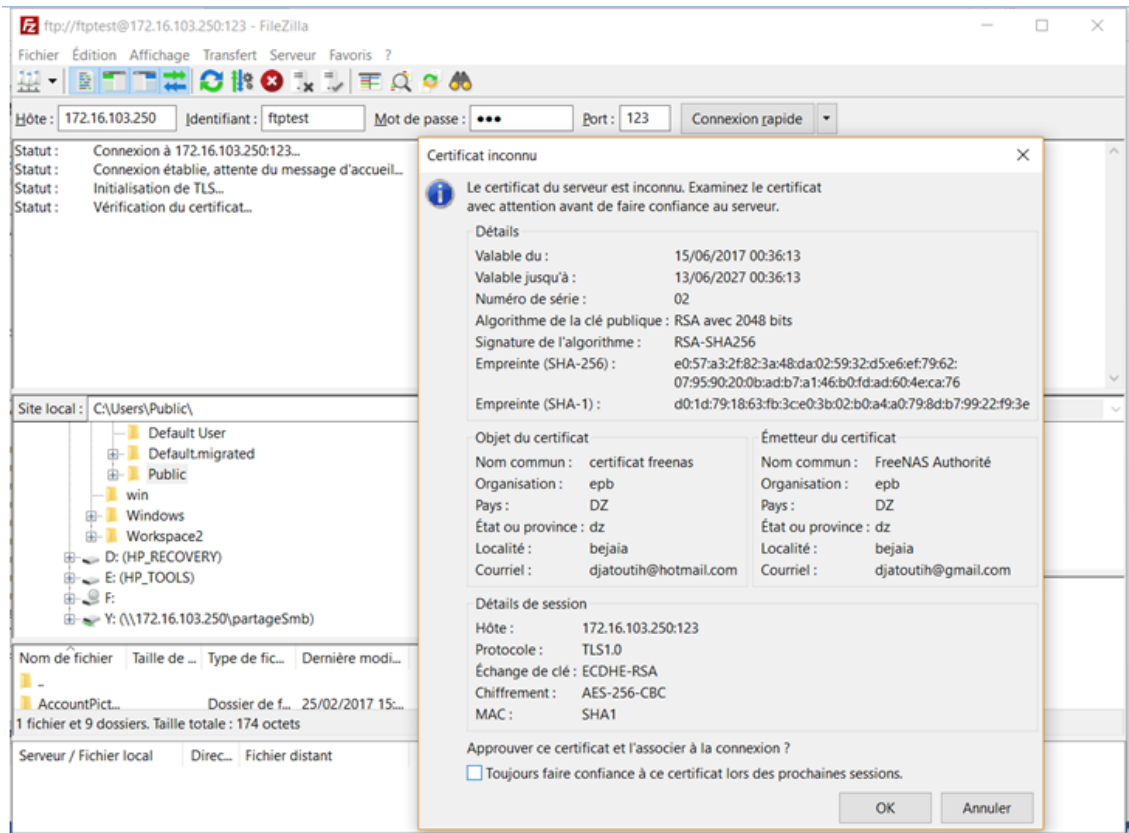 ftp://ftptest@172.16.103.250:123 - FileZilla
Fichier Édition Affichage Transfert Serveur Favoris ?
Hôte : 172.16.103.250 Identifiant : ftptest Mot de passe : ●●● Port : 123 Connexion rapide
Statut : Connexion à 172.16.103.250:123...
Statut : Connexion établie, attente du message d'accueil...
Statut : Initialisation de TLS...
Statut : Vérification du certificat...
Site local : C:\Users\Public\
Default User
Default.migrated
Public
win
Windows
Workspace2
D: (HP_RECOVERY)
E: (HP_TOOLS)
F:
Y: (\\172.16.103.250\partageSmb)
Nom de fichier Taille de ... Type de fic... Dernière modi...
..
AccountPict... Dossier de f... 25/02/2017 15:...
1 fichier et 9 dossiers. Taille totale : 174 octets
Serveur / Fichier local Direc... Fichier distant
Certificat inconnu
Le certificat du serveur est inconnu. Examinez le certificat
avec attention avant de faire confiance au serveur.
Détails
Valable du : 15/06/2017 00:36:13
Valable jusqu'à : 13/06/2027 00:36:13
Numéro de série : 02
Algorithme de la clé publique : RSA avec 2048 bits
Signature de l'algorithme : RSA-SHA256
Empreinte (SHA-256) : e0:57:a3:2f:82:3a:48:da:02:59:32:d5:e6:ef:79:62:
07:95:90:20:0b:ad:b7:a1:46:b0:fd:ad:60:4e:ca:76
Empreinte (SHA-1) : d0:1d:79:18:63:fb:3c:e0:3b:02:b0:a4:a0:79:8d:b7:99:22:f9:3e
Objet du certificat
Nom commun : certificat freenas
Organisation : epb
Pays : DZ
État ou province : dz
Localité : bejaia
Courriel : djatoutih@hotmail.com
Émetteur du certificat
Nom commun : FreeNAS Authorité
Organisation : epb
Pays : DZ
État ou province : dz
Localité : bejaia
Courriel : djatoutih@gmail.com
Détails de session
Hôte : 172.16.103.250:123
Protocole : TLS1.0
Échange de clé : ECDHE-RSA
Chiffrement : AES-256-CBC
MAC : SHA1
Approuver ce certificat et l'associer à la connexion ?
Toujours faire confiance à ce certificat lors des prochaines sessions.
OK Annuler